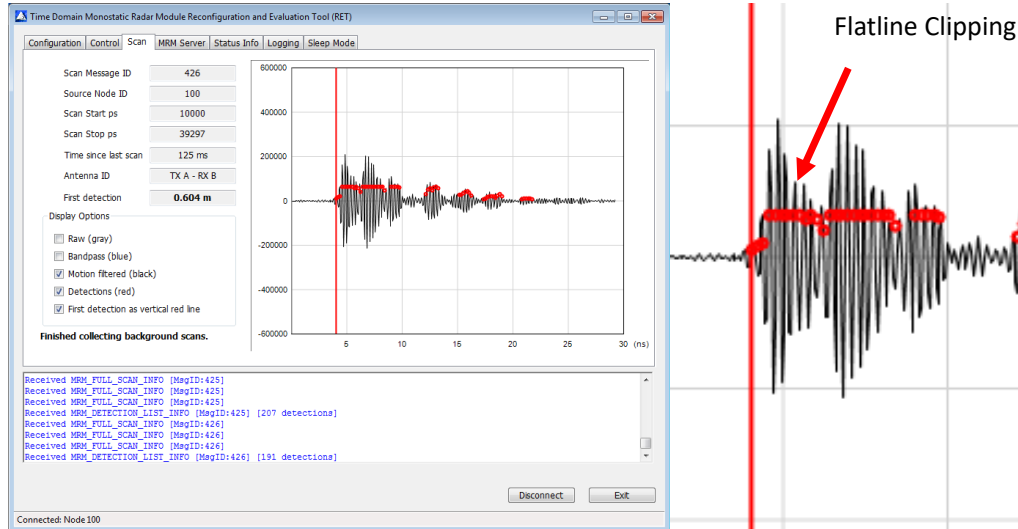 Time Domain Monostatic Radar Module Reconfiguration and Evaluation Tool (RET)
Configuration Control Scan MRM Server Status Info Logging Sleep Mode
Scan Message ID 426
Source Node ID 100
Scan Start ps 10000
Scan Stop ps 39297
Time since last scan 125 ms
Antenna ID TX A - RX B
First detection 0.604 m
Display Options
Raw (gray)
Bandpass (blue)
Motion filtered (black)
Detections (red)
First detection as vertical red line
Finished collecting background scans.
600000
400000
200000
0
-200000
-400000
-600000
5 10 15 20 25 30 (ns)
Received MRM_FULL_SCAN_INFO [MsgID:425]
Received MRM_FULL_SCAN_INFO [MsgID:425]
Received MRM_FULL_SCAN_INFO [MsgID:425]
Received MRM_DETECTION_LIST_INFO [MsgID:425] [207 detections]
Received MRM_FULL_SCAN_INFO [MsgID:426]
Received MRM_FULL_SCAN_INFO [MsgID:426]
Received MRM_FULL_SCAN_INFO [MsgID:426]
Received MRM_DETECTION_LIST_INFO [MsgID:426] [191 detections]
Disconnect Exit
Connected: Node 100
Flatline Clipping